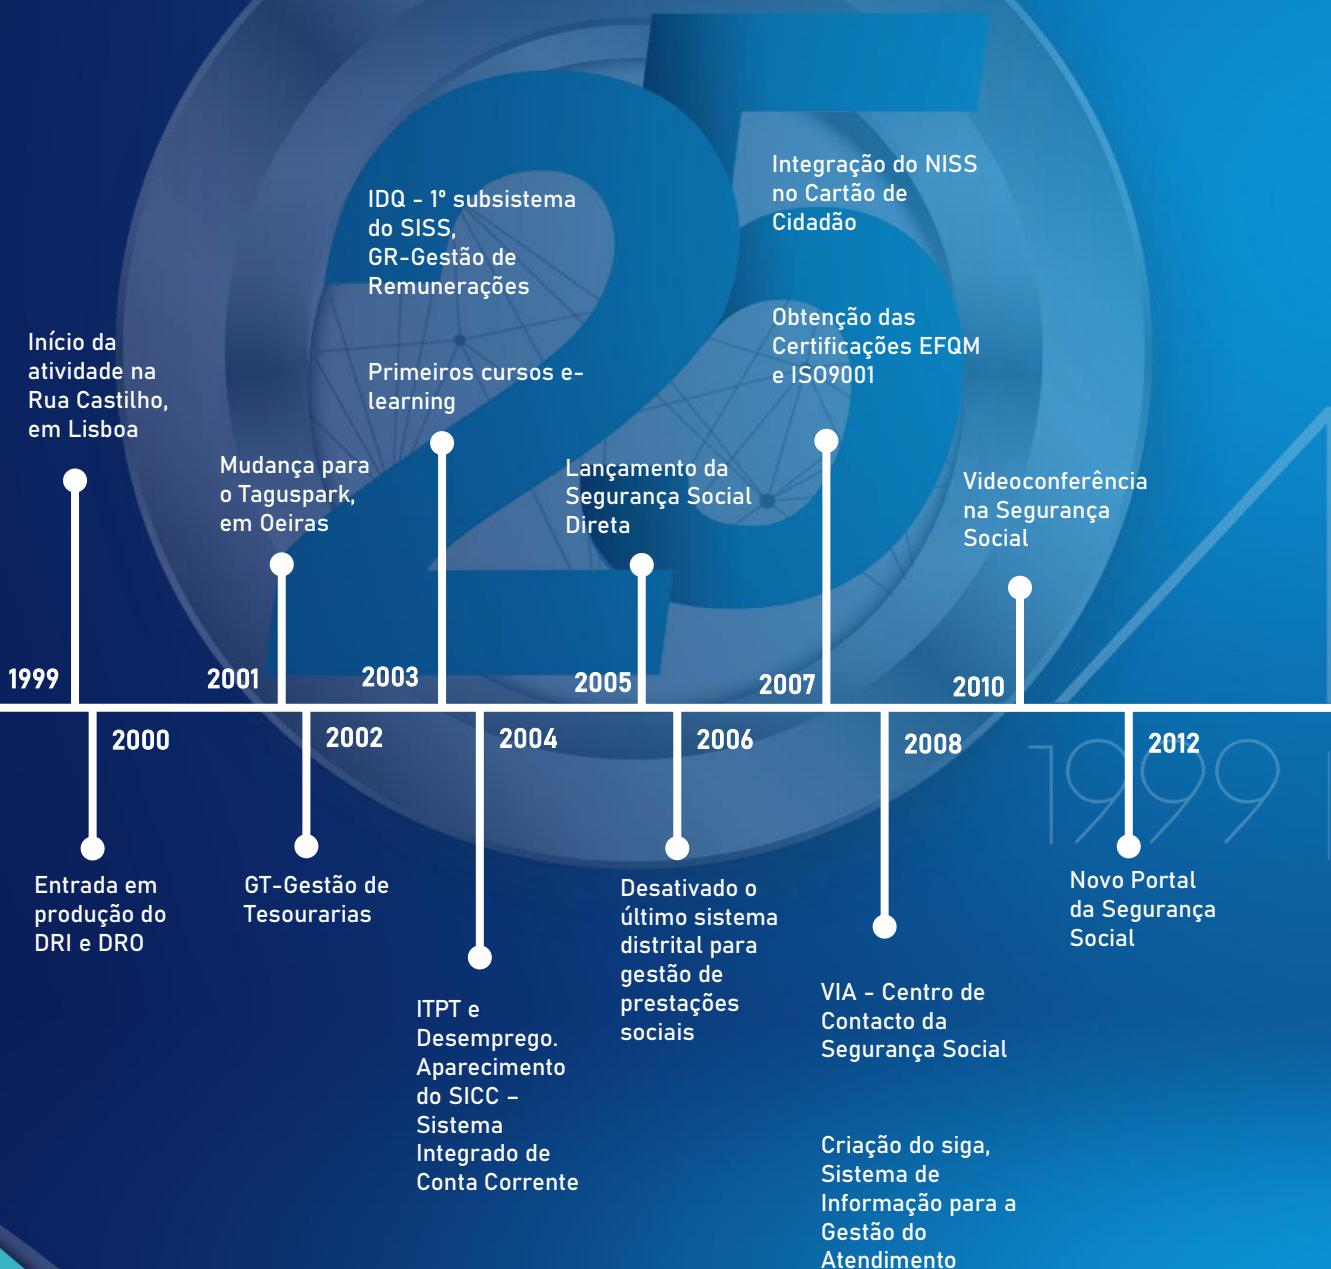 25
Integração do NISS
no Cartão de
Cidadão
IDQ - 1º subsistema
do SISS,
GR-Gestão de
Remunerações
Obtenção das
Certificações EFQM
e ISO9001
Início da
atividade na
Rua Castilho,
em Lisboa
Primeiros cursos e-
learning
Mudança para
o Taguspark,
em Oeiras
Lançamento da
Segurança Social
Direta
Videoconferência
na Segurança
Social
1999
2001
2003
2005
2007
2010
2000
2002
2004
2006
2008
2012
1999
Entrada em
produção do
DRI e DRO
GT-Gestão de
Tesourarias
ITPT e
Desemprego.
Aparecimento
do SICC –
Sistema
Integrado de
Conta Corrente
Desativado o
último sistema
distrital para
gestão de
prestações
sociais
VIA - Centro de
Contacto da
Segurança Social
Criação do siga,
Sistema de
Informação para a
Gestão do
Atendimento
Novo Portal
da Segurança
Social